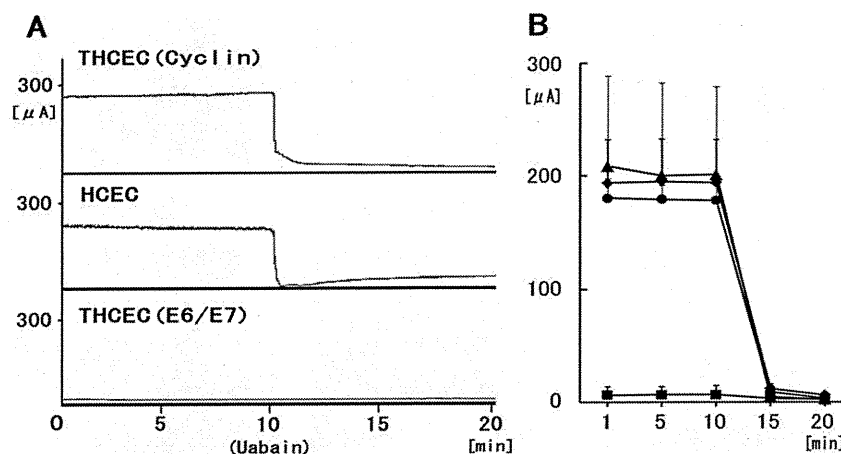 A
THCEC(Cyclin)
300
[μA]
HCEC
300
THCEC(E6/E7)
300
0 5 10 15 20
(Uabain) [min]
B
300
[μA]
200
100
0
1 5 10 15 20
[min]